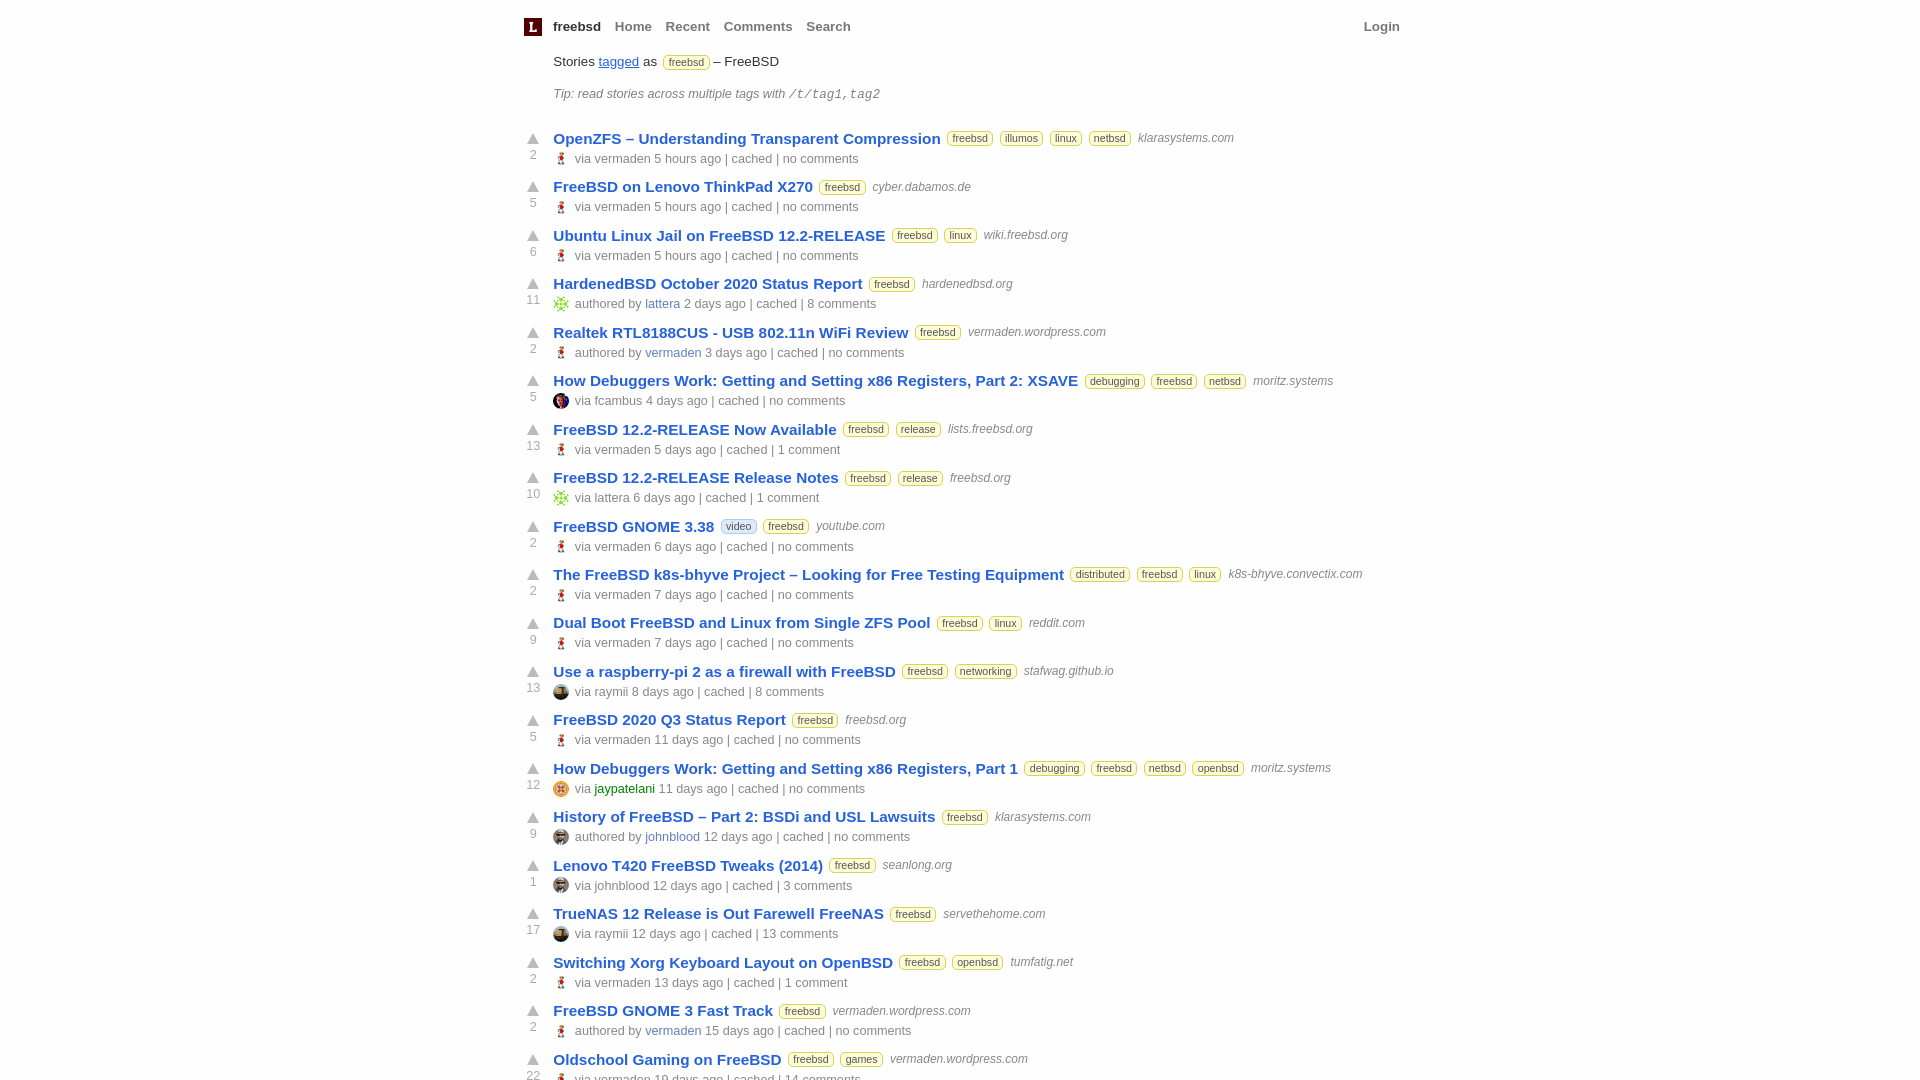 L freebsd Home Recent Comments Search Login
Stories tagged as freebsd – FreeBSD
Tip: read stories across multiple tags with /t/tag1,tag2
OpenZFS – Understanding Transparent Compression freebsd illumos linux netbsd klarasystems.com
2 via vermaden 5 hours ago | cached | no comments
FreeBSD on Lenovo ThinkPad X270 freebsd cyber.dabamos.de
5 via vermaden 5 hours ago | cached | no comments
Ubuntu Linux Jail on FreeBSD 12.2-RELEASE freebsd linux wiki.freebsd.org
6 via vermaden 5 hours ago | cached | no comments
HardenedBSD October 2020 Status Report freebsd hardenedbsd.org
11 authored by lattera 2 days ago | cached | 8 comments
Realtek RTL8188CUS - USB 802.11n WiFi Review freebsd vermaden.wordpress.com
2 authored by vermaden 3 days ago | cached | no comments
How Debuggers Work: Getting and Setting x86 Registers, Part 2: XSAVE debugging freebsd netbsd moritz.systems
5 via fcambus 4 days ago | cached | no comments
FreeBSD 12.2-RELEASE Now Available freebsd release lists.freebsd.org
13 via vermaden 5 days ago | cached | 1 comment
FreeBSD 12.2-RELEASE Release Notes freebsd release freebsd.org
10 via lattera 6 days ago | cached | 1 comment
FreeBSD GNOME 3.38 video freebsd youtube.com
2 via vermaden 6 days ago | cached | no comments
The FreeBSD k8s-bhyve Project – Looking for Free Testing Equipment distributed freebsd linux k8s-bhyve.convectix.com
2 via vermaden 7 days ago | cached | no comments
Dual Boot FreeBSD and Linux from Single ZFS Pool freebsd linux reddit.com
9 via vermaden 7 days ago | cached | no comments
Use a raspberry-pi 2 as a firewall with FreeBSD freebsd networking stafwag.github.io
13 via raymii 8 days ago | cached | 8 comments
FreeBSD 2020 Q3 Status Report freebsd freebsd.org
5 via vermaden 11 days ago | cached | no comments
How Debuggers Work: Getting and Setting x86 Registers, Part 1 debugging freebsd netbsd openbsd moritz.systems
12 via jaypatelani 11 days ago | cached | no comments
History of FreeBSD – Part 2: BSDi and USL Lawsuits freebsd klarasystems.com
9 authored by johnblood 12 days ago | cached | no comments
Lenovo T420 FreeBSD Tweaks (2014) freebsd seanlong.org
1 via johnblood 12 days ago | cached | 3 comments
TrueNAS 12 Release is Out Farewell FreeNAS freebsd servethehome.com
17 via raymii 12 days ago | cached | 13 comments
Switching Xorg Keyboard Layout on OpenBSD freebsd openbsd tumfatig.net
2 via vermaden 13 days ago | cached | 1 comment
FreeBSD GNOME 3 Fast Track freebsd vermaden.wordpress.com
2 authored by vermaden 15 days ago | cached | no comments
Oldschool Gaming on FreeBSD freebsd games vermaden.wordpress.com
22 via vermaden 19 days ago | cached | 14 comments